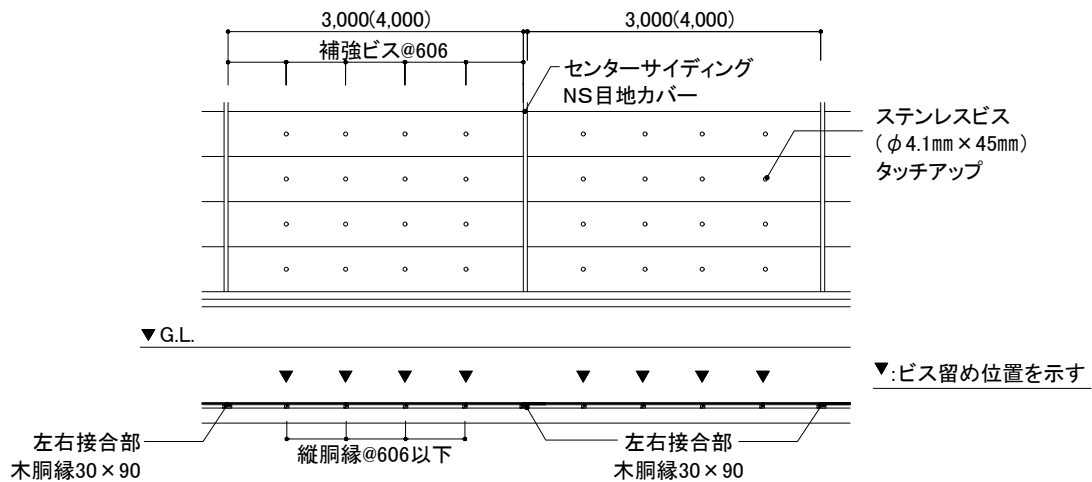 3,000(4,000)
3,000(4,000)
補強ビス@606
センターサイディング
NS目地カバー
ステンレスビス
（φ4.1㎜×45㎜）
タッチアップ
▼G.L.
▼:ビス留め位置を示す
左右接合部
木胴縁30×90
縦胴縁@606以下
左右接合部
木胴縁30×90